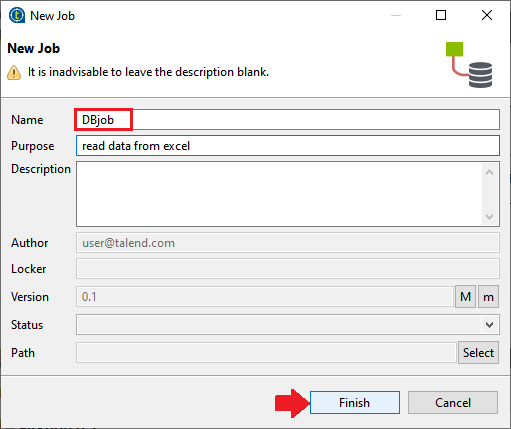 New Job
New Job
It is inadvisable to leave the description blank.
Name DBjob
Purpose read data from excel
Description
Author user@talend.com
Locker
Version 0.1 M m
Status
Path Select
Finish Cancel